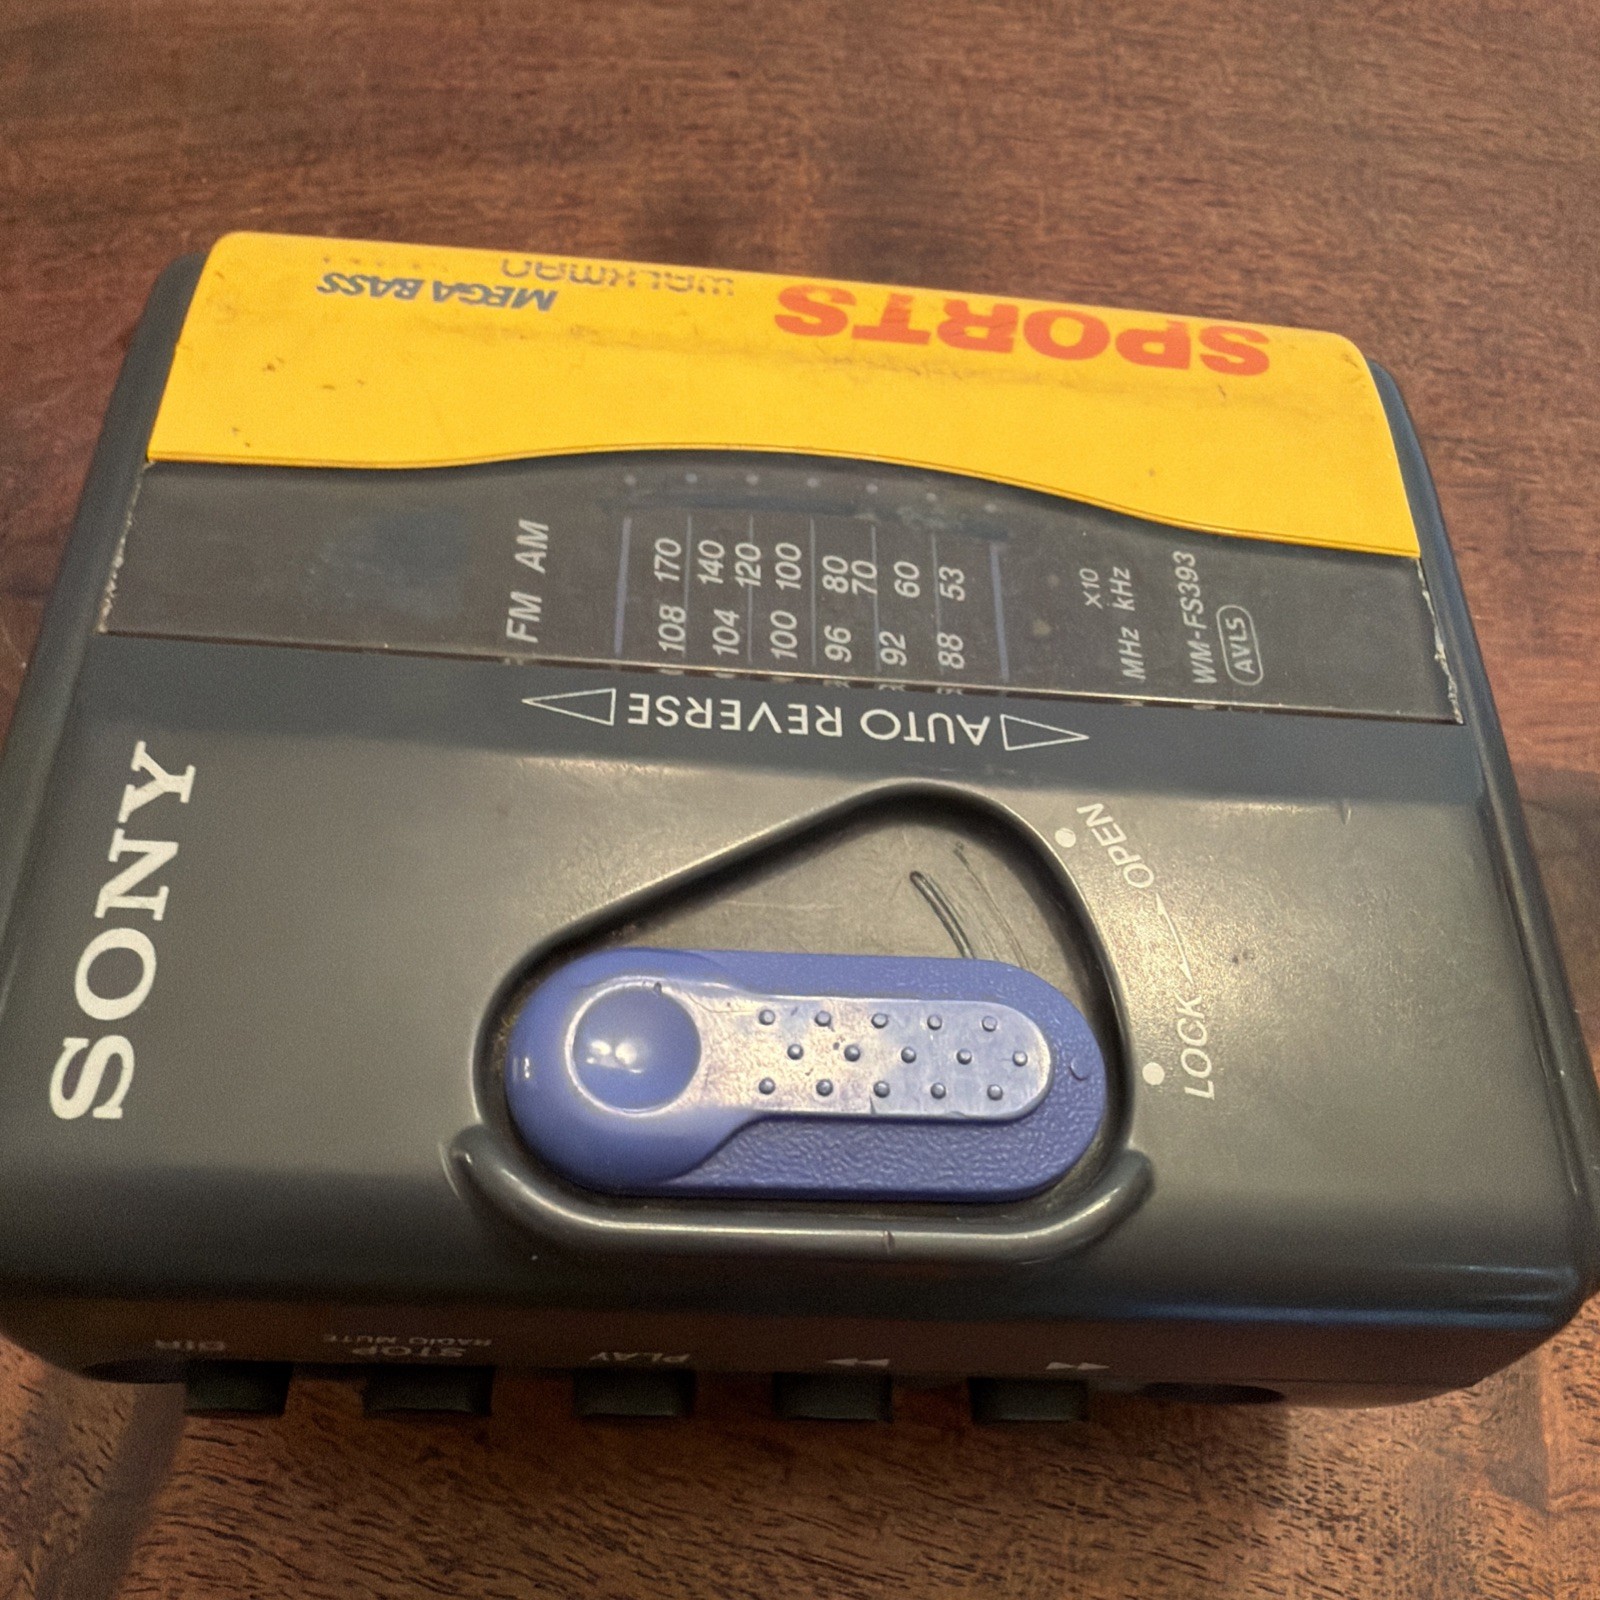 SPORTS
WALKMAN
MEGA BASS
FM AM
108 170
104 140
120
100 100
96 80
70
92 60
88 53
X10
MHz kHz
WM-FS393
AVLS
AUTO REVERSE
SONY
OPEN
LOCK
DIR
STOP
RADIO MUTE
PLAY